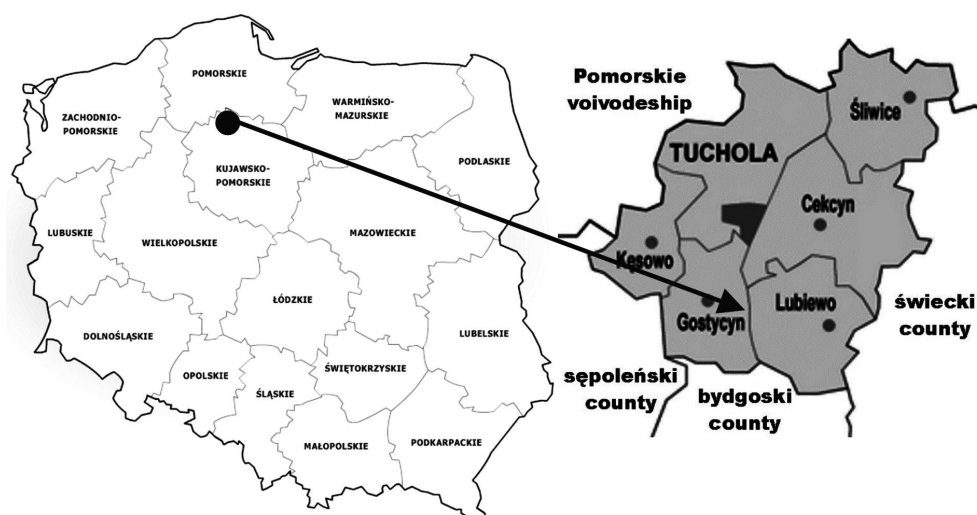 POMORSKIE
WARMIŃSKO-
MAZURSKIE
ZACHODNIO-
POMORSKIE
PODLASKIE
KUJAWSKO-
POMORSKIE
LUBUSKIE
WIELKOPOLSKIE
MAZOWIECKIE
ŁÓDZKIE
DOLNOŚLĄSKIE
LUBELSKIE
OPOLSKIE
ŚWIĘTOKRZYSKIE
ŚLĄSKIE
MAŁOPOLSKIE
PODKARPACKIE
Pomorskie
voivodeship
Śliwice
TUCHOLA
Cekcyn
Kęsowo
Gostycyn
Lubiewo
świecki
county
sępoleński
county
bydgoski
county